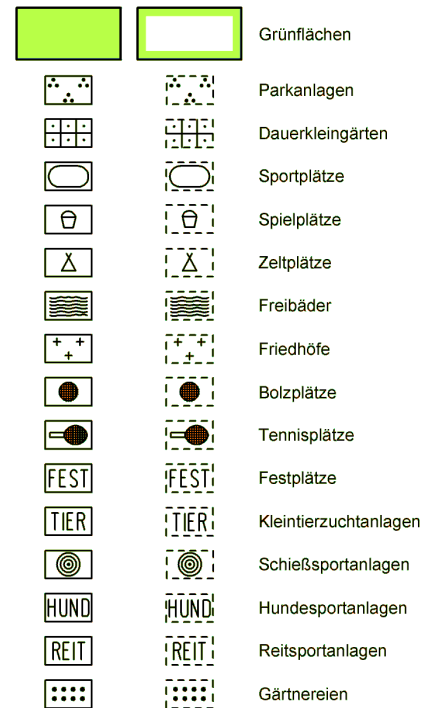 Grünflächen
Parkanlagen
Dauerkleingärten
Sportplätze
Spielplätze
Zeltplätze
Freibäder
Friedhöfe
Bolzplätze
Tennisplätze
FEST FEST Festplätze
TIER TIER Kleintierzuchtanlagen
Schießsportanlagen
HUND HUND Hundesportanlagen
REIT REIT Reitsportanlagen
Gärtnereien